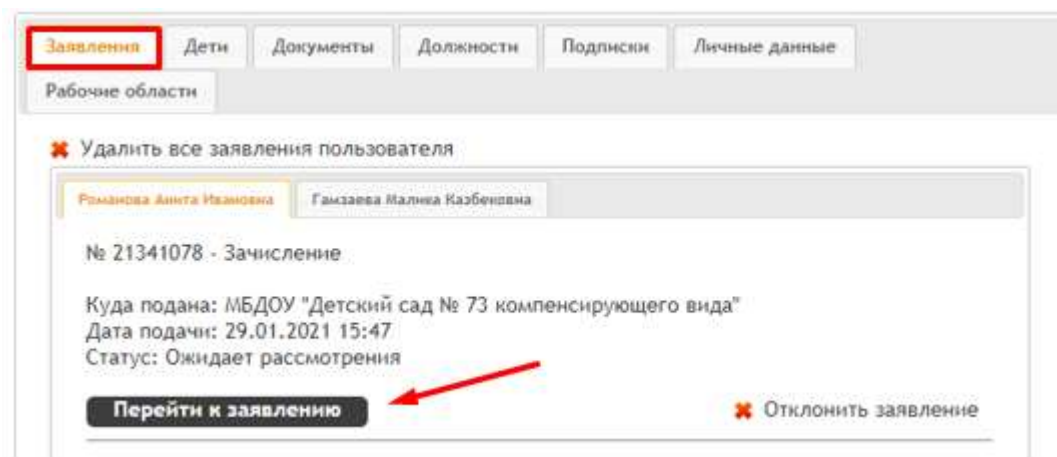 Заявления Дети Документы Должности Подписки Личные данные
Рабочие области
Удалить все заявления пользователя
Романова Анита Ивановна Гамзаева Малика Казбековна
№ 21341078 - Зачисление
Куда подана: МБДОУ "Детский сад № 73 компенсирующего вида"
Дата подачи: 29.01.2021 15:47
Статус: Ожидает рассмотрения
Перейти к заявлению Отклонить заявление